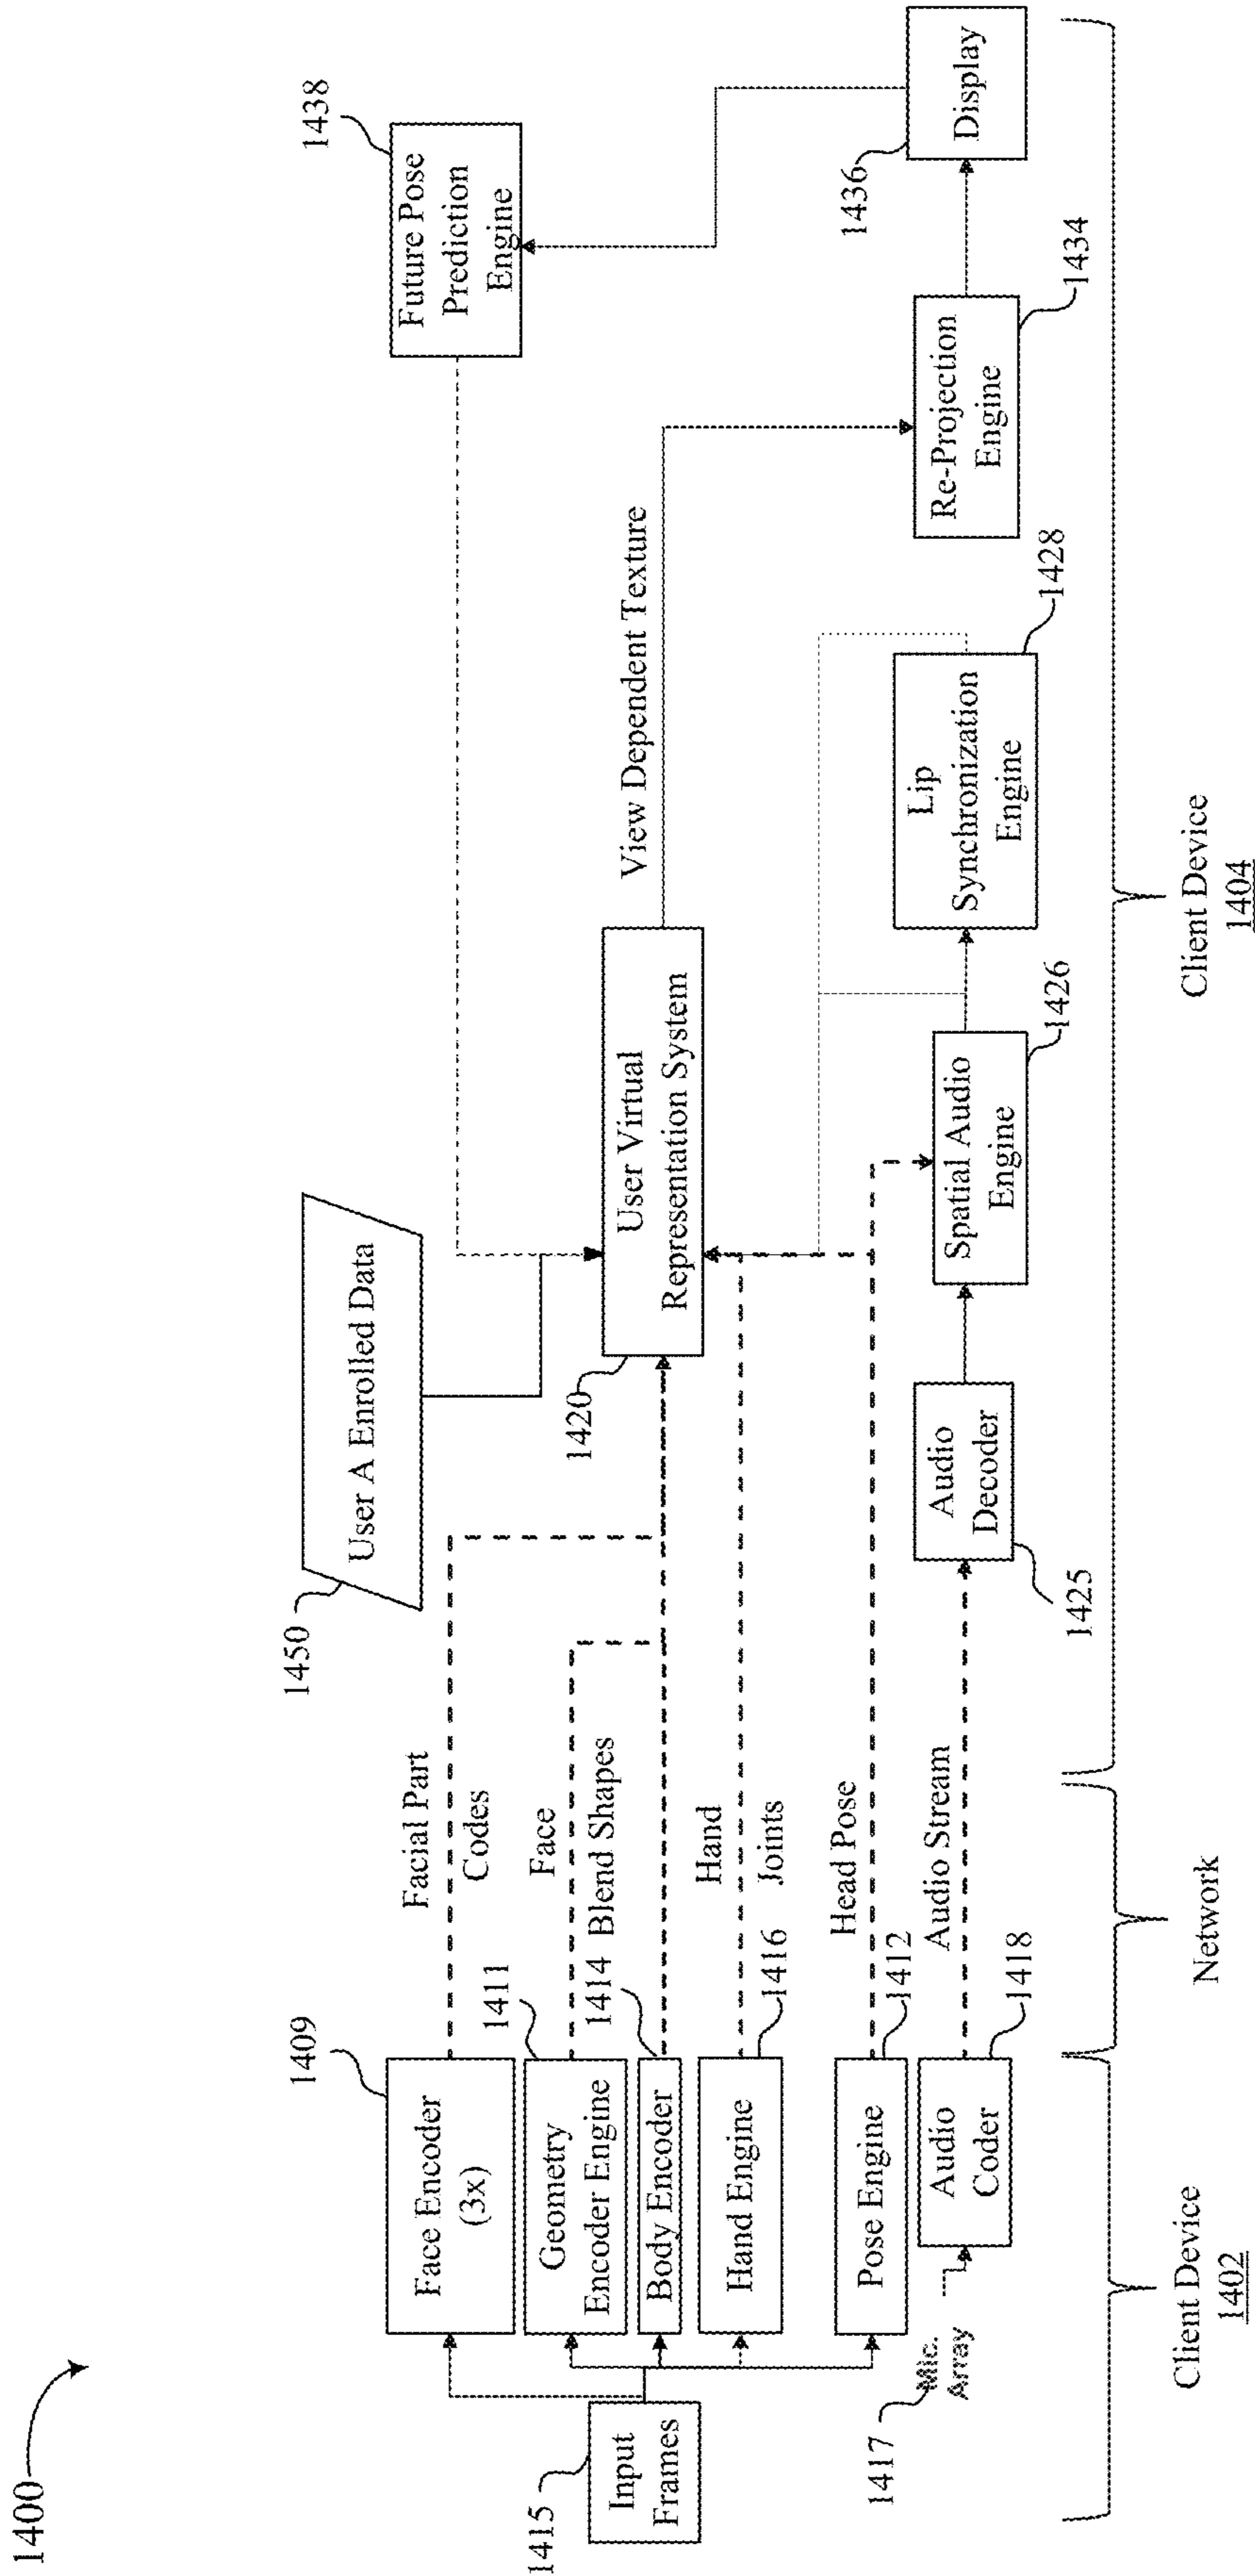 1400
1415
Input
Frames
1409
Face Encoder
(3x)
1411
Geometry
Encoder Engine
1414
Body Encoder
1416
Hand Engine
1412
Pose Engine
1417
Mic.
Array
1418
Audio
Coder
Facial Part
Codes
Face
Blend Shapes
Hand
Joints
Head Pose
Audio Stream
1450
User A Enrolled Data
1420
User Virtual
Representation System
1425
Audio
Decoder
1426
Spatial Audio
Engine
1428
Lip
Synchronization
Engine
View Dependent Texture
1438
Future Pose
Prediction
Engine
1434
Re-Projection
Engine
1436
Display
Client Device
1402
Network
Client Device
1404